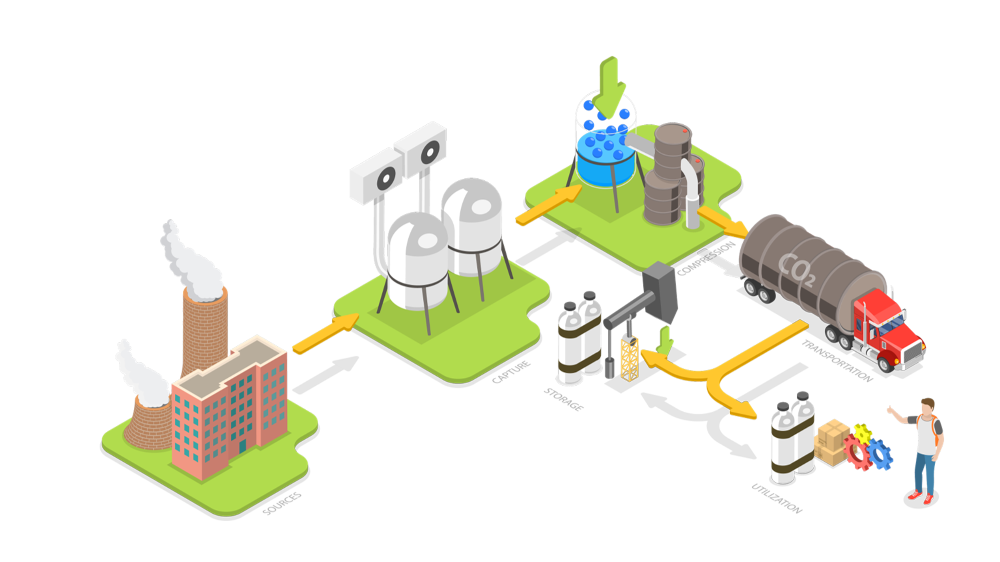 SOURCES
CAPTURE
COMPRESSION
CO₂
TRANSPORTATION
STORAGE
UTILIZATION